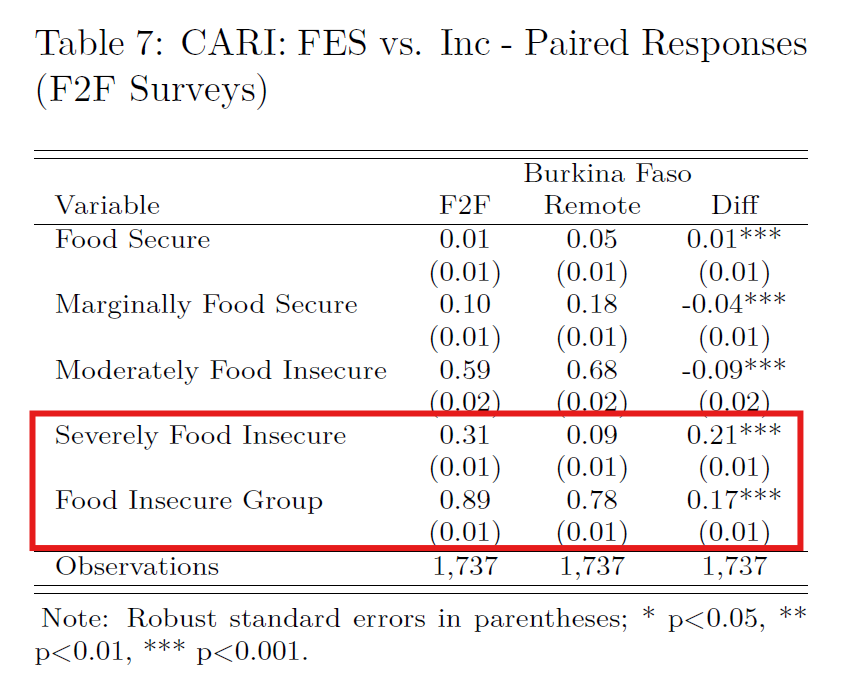 Table 7: CARI: FES vs. Inc - Paired Responses
(F2F Surveys)
Burkina Faso
Variable F2F Remote Diff
Food Secure 0.01 0.05 0.01***
(0.01) (0.01) (0.01)
Marginally Food Secure 0.10 0.18 -0.04***
(0.01) (0.01) (0.01)
Moderately Food Insecure 0.59 0.68 -0.09***
(0.02) (0.02) (0.02)
Severely Food Insecure 0.31 0.09 0.21***
(0.01) (0.01) (0.01)
Food Insecure Group 0.89 0.78 0.17***
(0.01) (0.01) (0.01)
Observations 1,737 1,737 1,737
Note: Robust standard errors in parentheses; * p<0.05, **
p<0.01, *** p<0.001.